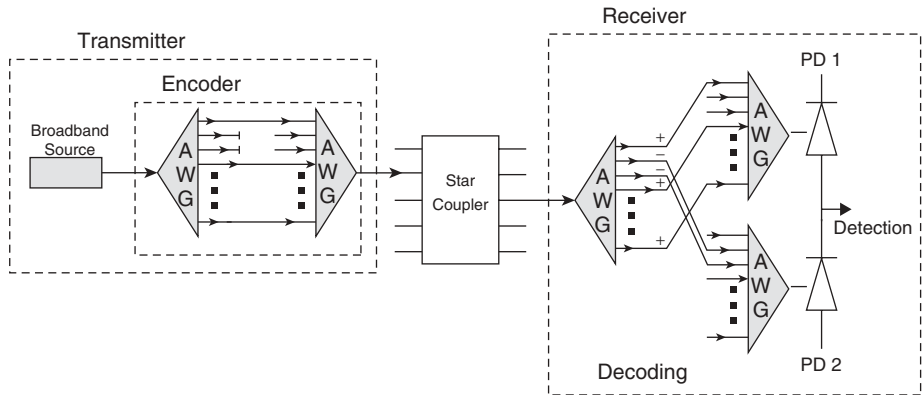 Transmitter
Encoder
Broadband
Source
A
W
G
A
W
G
Star
Coupler
Receiver
A
W
G
+
−
−
+
+
A
W
G
A
W
G
PD 1
Detection
PD 2
Decoding